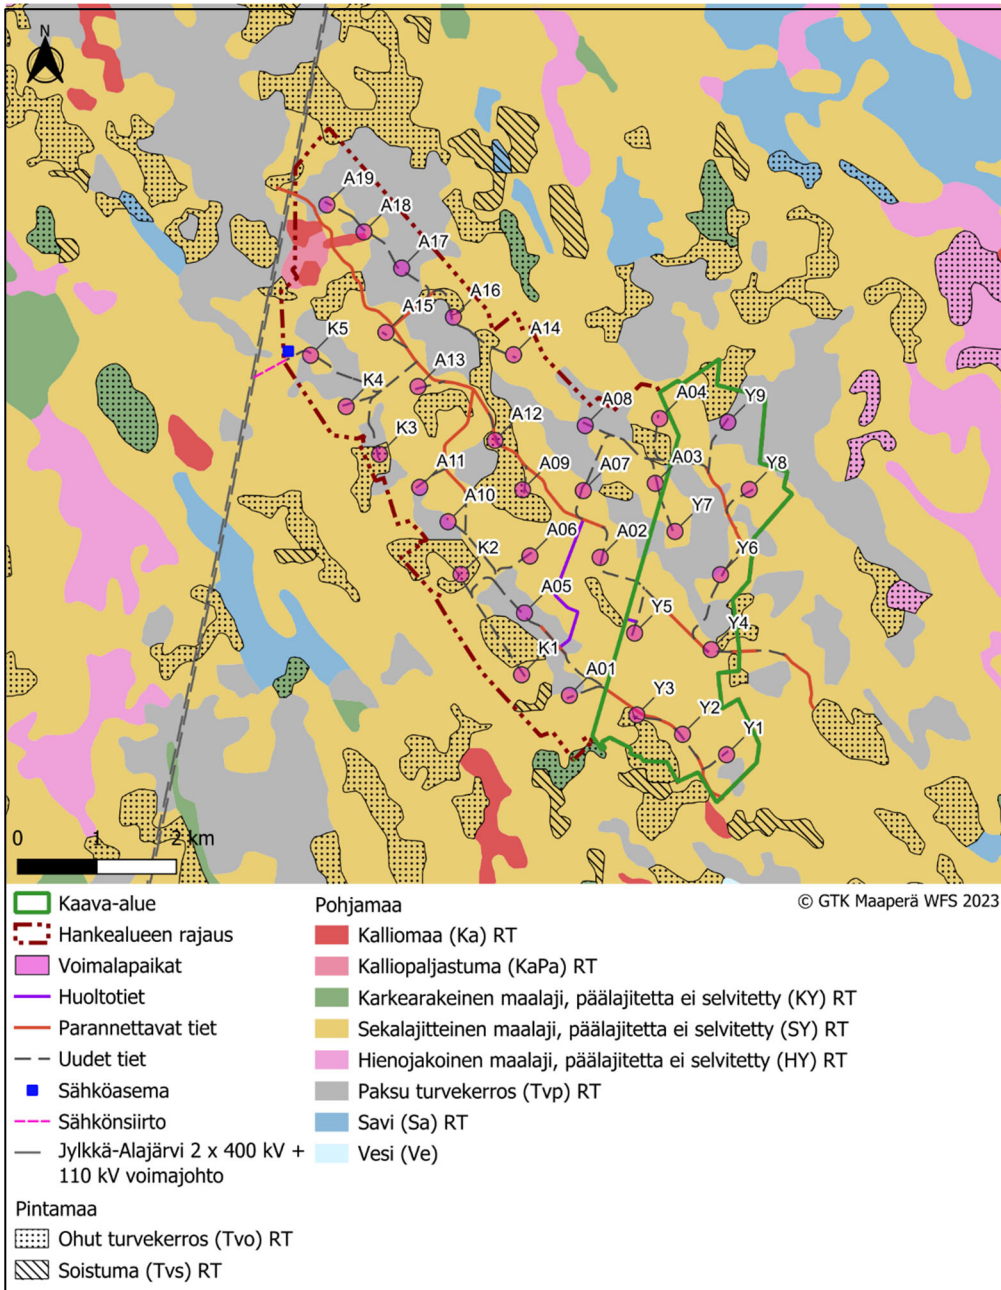 N
A19
A18
A17
A16
A15
A14
K5
A13
K4
A08
A04
Y9
A12
K3
A03
Y8
A11
A09
A07
A10
Y7
A06
A02
Y6
K2
A05
Y5
Y4
K1
A01
Y3
Y2
Y1
0 1 2 km
Kaava-alue
Hankealueen rajaus
Voimalapaikat
Huoltotiet
Parannettavat tiet
Uudet tiet
Sähköasema
Sähkönsiirto
Jylkkä-Alajärvi 2 x 400 kV +
110 kV voimajohto
Pintamaa
Ohut turvekerros (Tvo) RT
Soistuma (Tvs) RT
Pohjamaa
Kalliomaa (Ka) RT
Kalliopaljastuma (KaPa) RT
Karkearakeinen maalaji, päälajitetta ei selvitetty (KY) RT
Sekalajitteinen maalaji, päälajitetta ei selvitetty (SY) RT
Hienojakoinen maalaji, päälajitetta ei selvitetty (HY) RT
Paksu turvekerros (Tvp) RT
Savi (Sa) RT
Vesi (Ve)
© GTK Maaperä WFS 2023